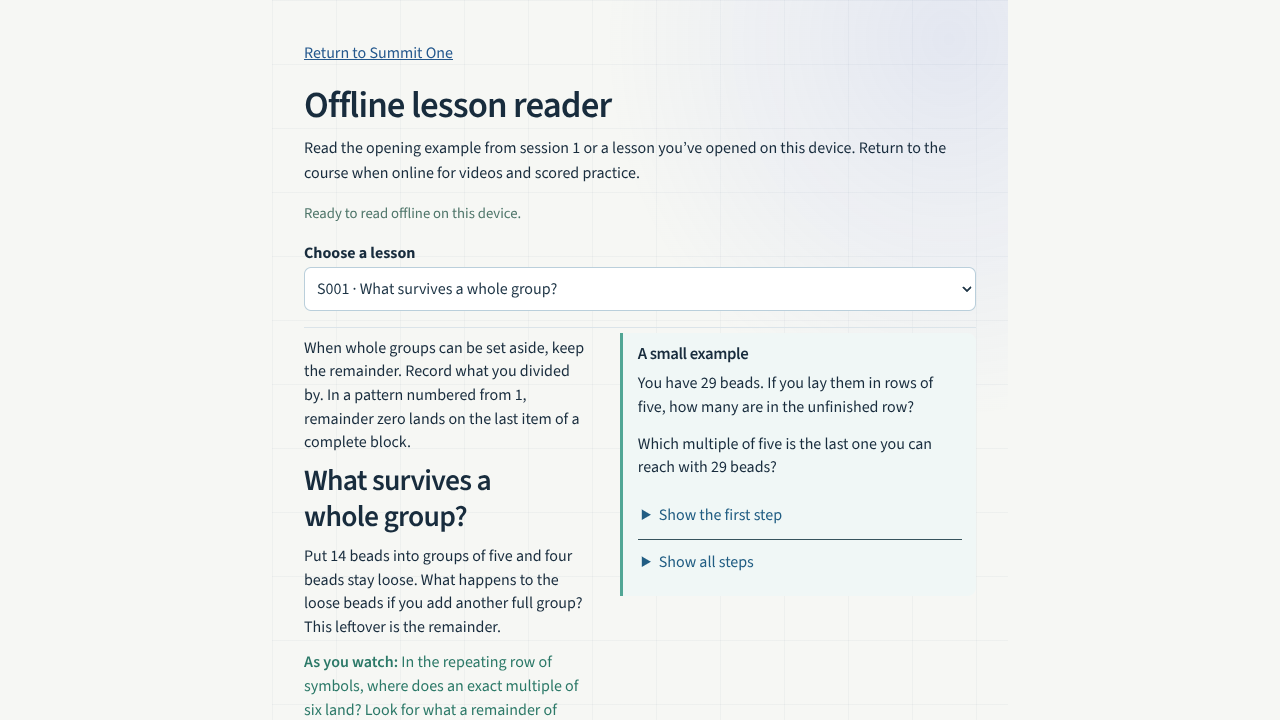 Return to Summit One
Offline lesson reader
Read the opening example from session 1 or a lesson you’ve opened on this device. Return to the
course when online for videos and scored practice.
Ready to read offline on this device.
Choose a lesson
S001 · What survives a whole group?
When whole groups can be set aside, keep
the remainder. Record what you divided
by. In a pattern numbered from 1,
remainder zero lands on the last item of a
complete block.
What survives a
whole group?
Put 14 beads into groups of five and four
beads stay loose. What happens to the
loose beads if you add another full group?
This leftover is the remainder.
As you watch: In the repeating row of
symbols, where does an exact multiple of
six land? Look for what a remainder of
A small example
You have 29 beads. If you lay them in rows of
five, how many are in the unfinished row?
Which multiple of five is the last one you can
reach with 29 beads?
Show the first step
Show all steps